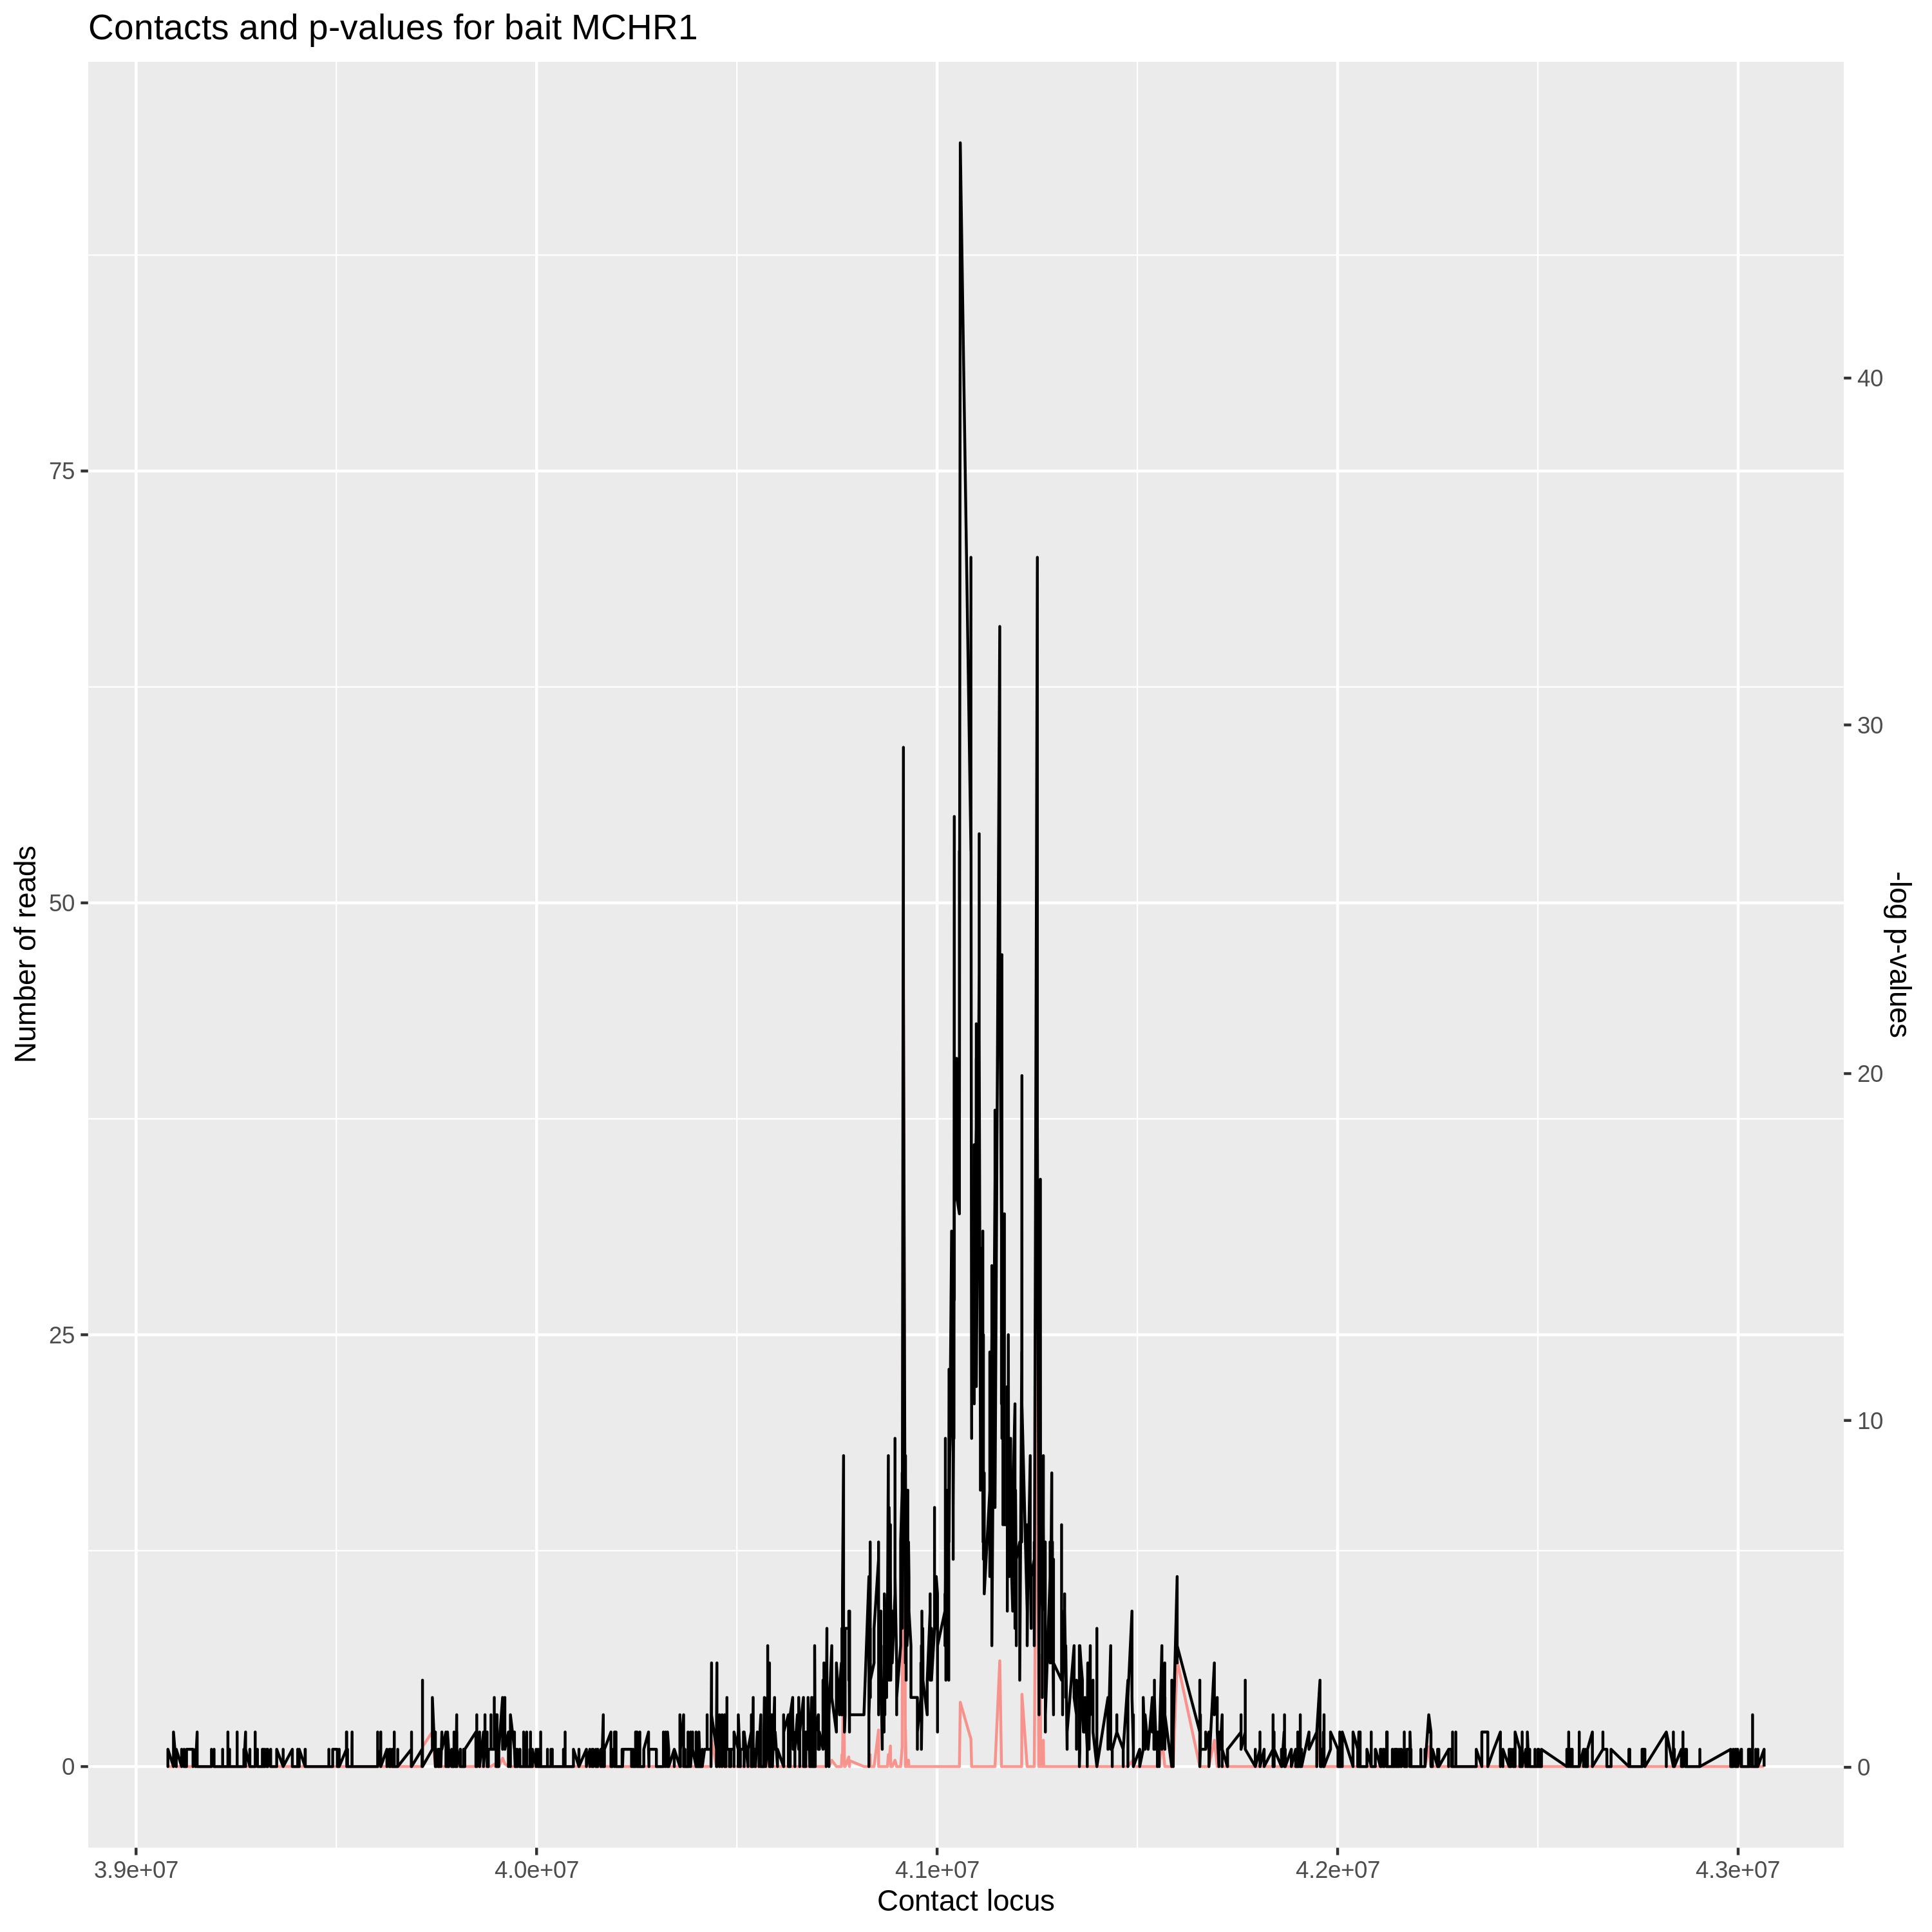 Contacts and p-values for bait MCHR1
Number of reads
75
50
25
0
40
30
20
10
0
-log p-values
3.9e+07
4.0e+07
4.1e+07
4.2e+07
4.3e+07
Contact locus